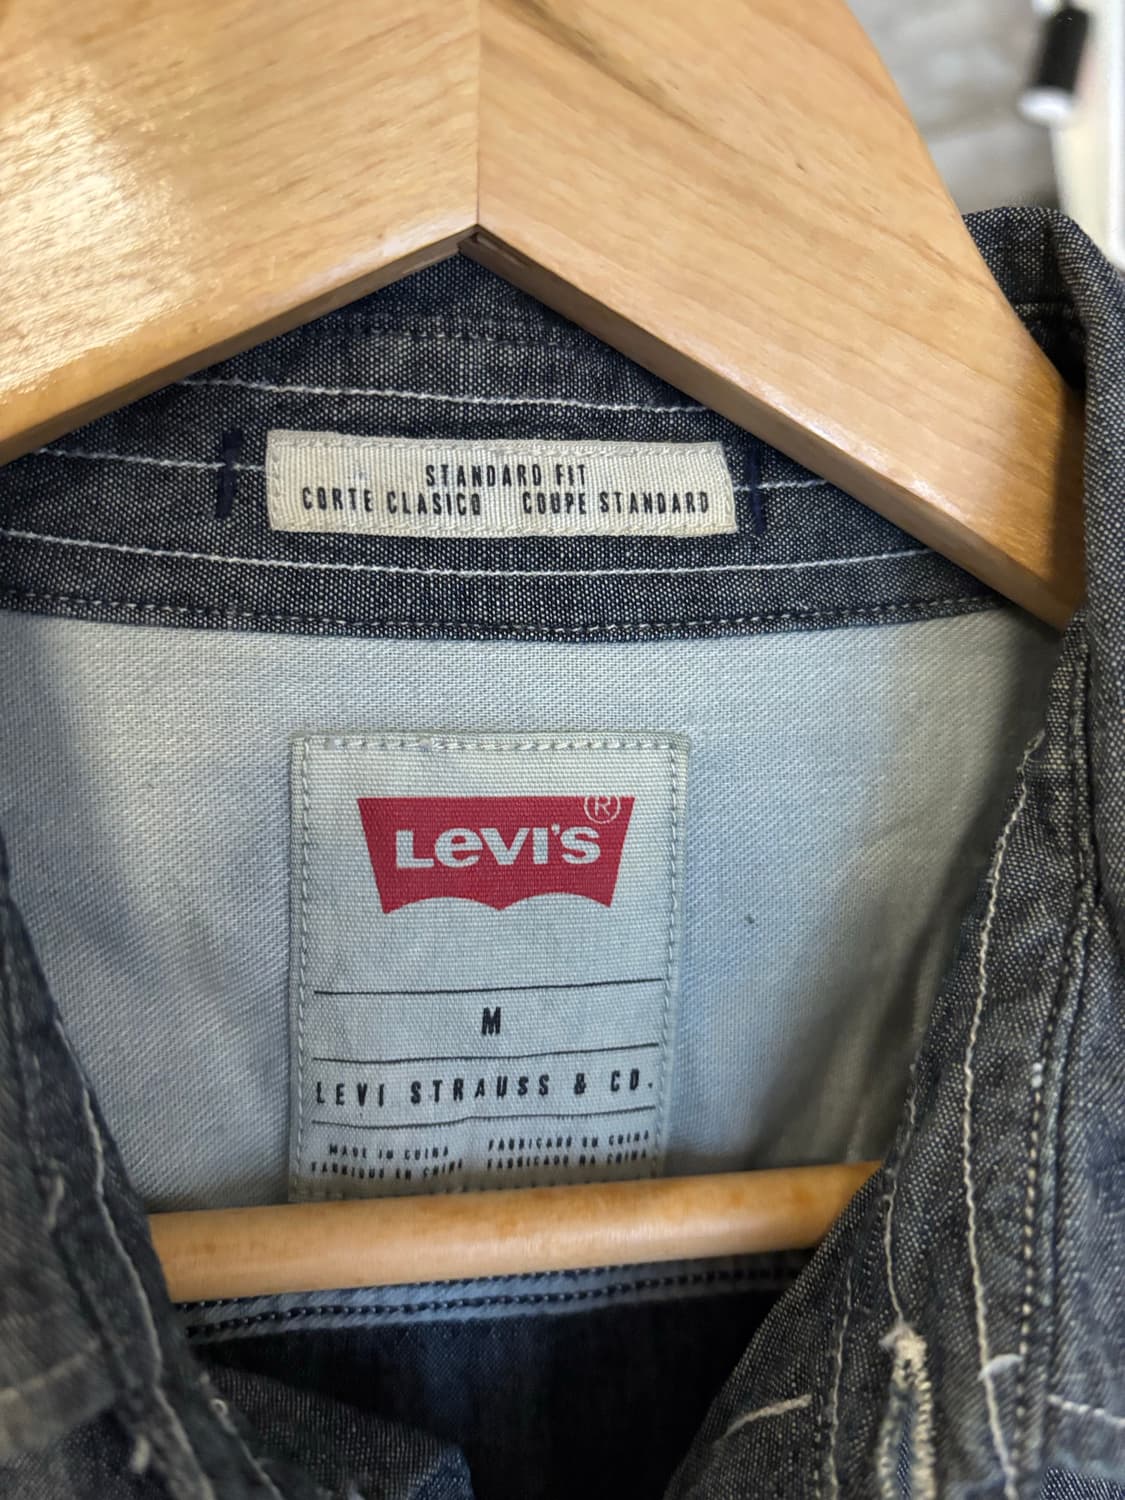 STANDARD FIT
CORTE CLASICO COUPE STANDARD
LEVI'S®
M
LEVI STRAUSS & CO.
MADE IN CHINA FABRICADO EN CHINA
FABRIQUÉ EN CHINE FABRICADO NA CHINA